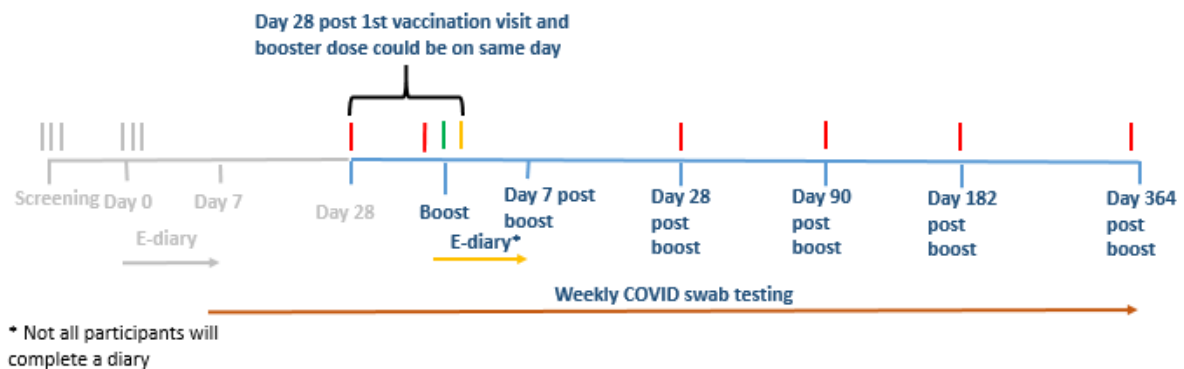 Day 28 post 1st vaccination visit and
booster dose could be on same day
Screening
Day 0
Day 7
Day 28
Boost
Day 7 post
boost
Day 28
post
boost
Day 90
post
boost
Day 182
post
boost
Day 364
post
boost
E-diary
E-diary*
Weekly COVID swab testing
* Not all participants will
complete a diary